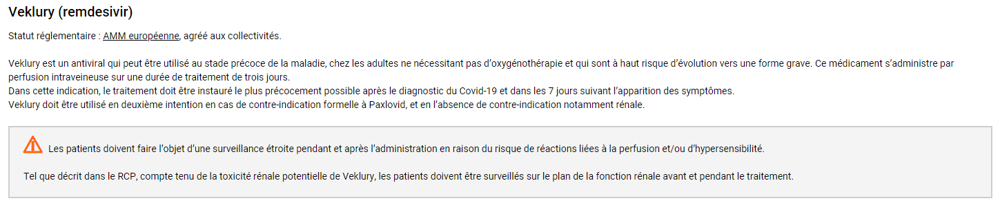 Veklury (remdesivir)
Statut réglementaire : AMM européenne, agréé aux collectivités.
Veklury est un antiviral qui peut être utilisé au stade précoce de la maladie, chez les adultes ne nécessitant pas d’oxygénothérapie et qui sont à haut risque d’évolution vers une forme grave. Ce médicament s’administre par
perfusion intraveineuse sur une durée de traitement de trois jours.
Dans cette indication, le traitement doit être instauré le plus précocement possible après le diagnostic du Covid-19 et dans les 7 jours suivant l’apparition des symptômes.
Veklury doit être utilisé en deuxième intention en cas de contre-indication formelle à Paxlovid, et en l’absence de contre-indication notamment rénale.
Les patients doivent faire l’objet d’une surveillance étroite pendant et après l’administration en raison du risque de réactions liées à la perfusion et/ou d’hypersensibilité.
Tel que décrit dans le RCP, compte tenu de la toxicité rénale potentielle de Veklury, les patients doivent être surveillés sur le plan de la fonction rénale avant et pendant le traitement.